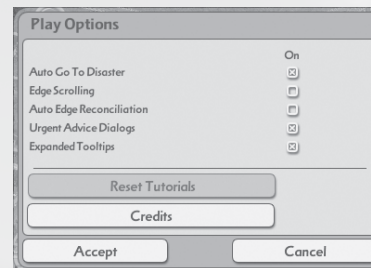 Play Options
On
Auto Go To Disaster
Edge Scrolling
Auto Edge Reconciliation
Urgent Advice Dialogs
Expanded Tooltips
Reset Tutorials
Credits
Accept Cancel